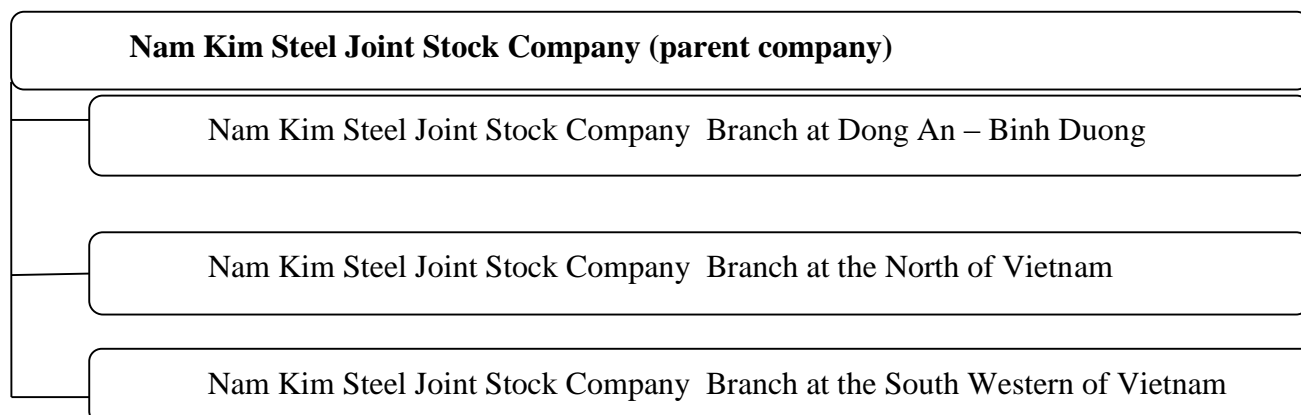 Nam Kim Steel Joint Stock Company (parent company)
Nam Kim Steel Joint Stock Company Branch at Dong An – Binh Duong
Nam Kim Steel Joint Stock Company Branch at the North of Vietnam
Nam Kim Steel Joint Stock Company Branch at the South Western of Vietnam